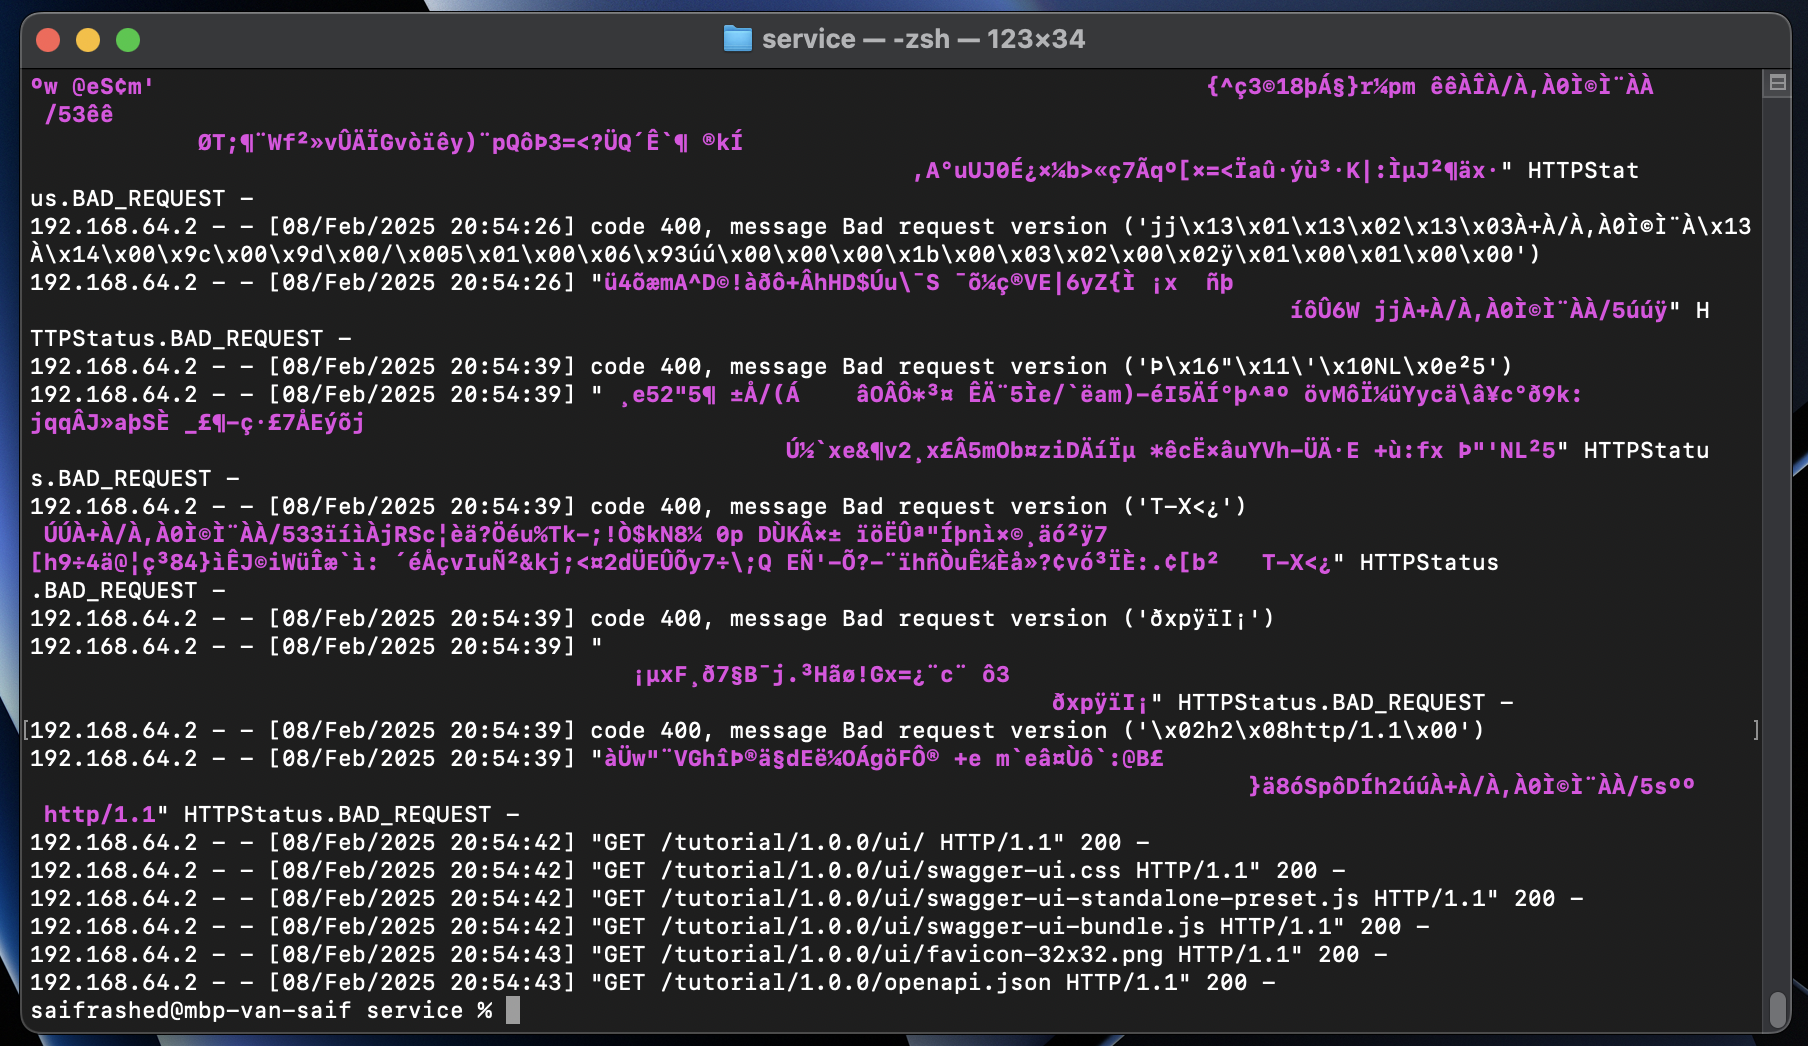 service — -zsh — 123×34
ºw @eS¢m' {^ç3©18þÁ§}r¼pm êêÀÎÀ/À,À0Ì©Ì¨ÀÀ
/53êê
ØT;¶¨Wf²»vÛÄÏGvòïêy)¨pQôÞ3=<?ÜQ´Ê`¶ ®kÍ
,A°uUJ0É¿×¼b>«ç7Ãqº[×=<Ïaû·ýù³·K|:ÌµJ²¶äx·" HTTPStat
us.BAD_REQUEST –
192.168.64.2 – – [08/Feb/2025 20:54:26] code 400, message Bad request version ('jj\x13\x01\x13\x02\x13\x03À+À/À,À0Ì©Ì¨À\x13
À\x14\x00\x9c\x00\x9d\x00/\x005\x01\x00\x06\x93úú\x00\x00\x00\x1b\x00\x03\x02\x00\x02ÿ\x01\x00\x01\x00\x00')
192.168.64.2 – – [08/Feb/2025 20:54:26] "ü4õæmA^D©!àðô+ÂhHD$Úu\¯S ¯õ¼ç®VE|6yZ{Ì ¡x ñþ
íôÛ6W jjÀ+À/À,À0Ì©Ì¨ÀÀ/5úúÿ" H
TTPStatus.BAD_REQUEST –
192.168.64.2 – – [08/Feb/2025 20:54:39] code 400, message Bad request version ('Þ\x16"\x11\'\x10NL\x0e²5')
192.168.64.2 – – [08/Feb/2025 20:54:39] " ¸e52"5¶ ±Å/(Á âOÂÔ*³¤ ÊÄ¨5Ìe/`ëam)–éI5ÄÍ°þ^ªº övMôÏ¼üYycä\â¥c°ð9k:
jqqÂJ»aþSÈ _£¶–ç·£7ÅEýõj
Ú½`xe&¶v2¸x£Â5mOb¤ziDÄíÏµ *êcË×âuYVh–ÜÄ·E +ù:fx Þ"'NL²5" HTTPStatu
s.BAD_REQUEST –
192.168.64.2 – – [08/Feb/2025 20:54:39] code 400, message Bad request version ('T–X<¿')
ÚÚÀ+À/À,À0Ì©Ì¨ÀÀ/533ïíìÀjRSc¦èä?Öéu%Tk–;!Ò$kN8¼ 0p DÙKÂ×± ïöËÛª"Íþnì×©¸äó²ÿ7
[h9÷4ä@¦ç³84}ìÊJ©iWüÎæ`ì: ´éÅçvIuÑ²&kj;<¤2dÜEÛÕy7÷\;Q EÑ'–Õ?–¨ïhñÒuÊ¼Èå»?¢vó³ÏÈ:.¢[b² T–X<¿" HTTPStatus
.BAD_REQUEST –
192.168.64.2 – – [08/Feb/2025 20:54:39] code 400, message Bad request version ('ðxpÿïI¡')
192.168.64.2 – – [08/Feb/2025 20:54:39] "
¡µxF¸ð7§B¯j.³Hãø!Gx=¿¨c¨ ô3
ðxpÿïI¡" HTTPStatus.BAD_REQUEST –
[192.168.64.2 – – [08/Feb/2025 20:54:39] code 400, message Bad request version ('\x02h2\x08http/1.1\x00') ]
192.168.64.2 – – [08/Feb/2025 20:54:39] "àÜw"¨VGhîÞ®ä§dEë¼OÁgöFÔ® +e m`eâ¤Ùô`:@B£
}ä8óSpôDÍh2úúÀ+À/À,À0Ì©Ì¨ÀÀ/5sºº
http/1.1" HTTPStatus.BAD_REQUEST –
192.168.64.2 – – [08/Feb/2025 20:54:42] "GET /tutorial/1.0.0/ui/ HTTP/1.1" 200 –
192.168.64.2 – – [08/Feb/2025 20:54:42] "GET /tutorial/1.0.0/ui/swagger-ui.css HTTP/1.1" 200 –
192.168.64.2 – – [08/Feb/2025 20:54:42] "GET /tutorial/1.0.0/ui/swagger-ui-standalone-preset.js HTTP/1.1" 200 –
192.168.64.2 – – [08/Feb/2025 20:54:42] "GET /tutorial/1.0.0/ui/swagger-ui-bundle.js HTTP/1.1" 200 –
192.168.64.2 – – [08/Feb/2025 20:54:43] "GET /tutorial/1.0.0/ui/favicon-32x32.png HTTP/1.1" 200 –
192.168.64.2 – – [08/Feb/2025 20:54:43] "GET /tutorial/1.0.0/openapi.json HTTP/1.1" 200 –
saifrashed@mbp-van-saif service %